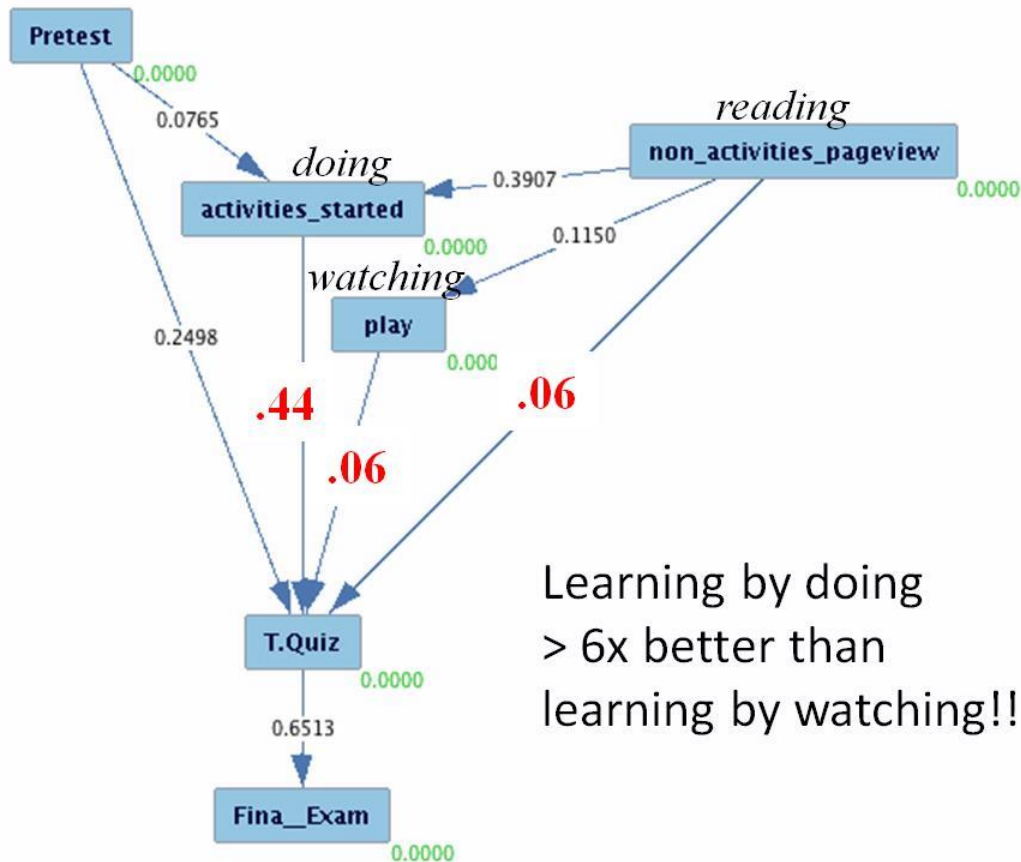 Pretest
0.0000
0.0765
reading
non_activities_pageview
0.0000
doing
0.3907
activities_started
0.0000
0.1150
watching
play
0.000
0.2498
.44
.06
.06
Learning by doing
> 6x better than
learning by watching!!
T.Quiz
0.0000
0.6513
Fina__Exam
0.0000